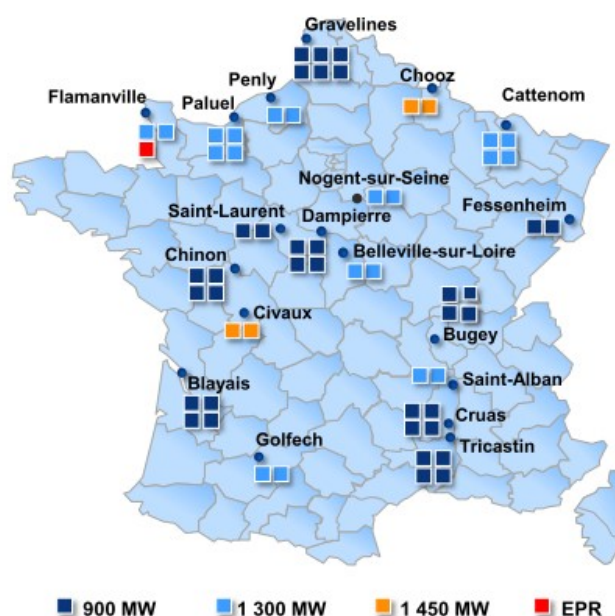 Gravelines
Penly
Chooz
Flamanville
Paluel
Cattenom
Nogent-sur-Seine
Saint-Laurent
Dampierre
Fessenheim
Chinon
Belleville-sur-Loire
Civaux
Bugey
Blayais
Saint-Alban
Cruas
Golfech
Tricastin
900 MW
1 300 MW
1 450 MW
EPR